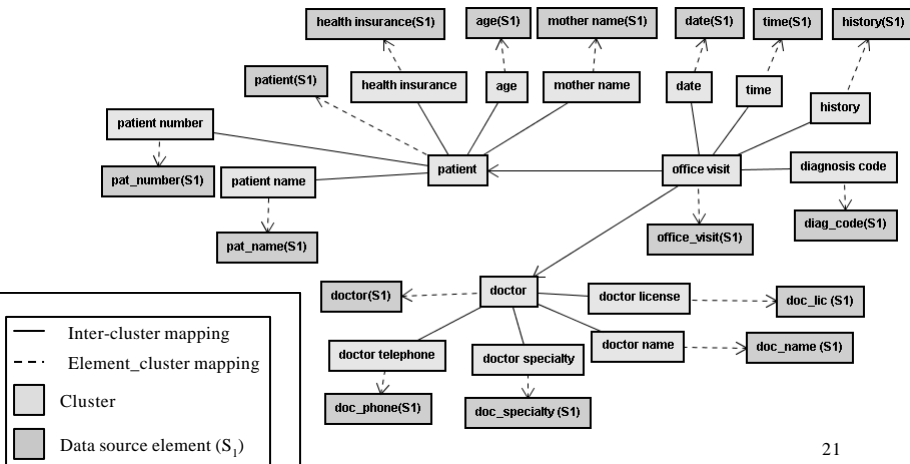 health insurance(S1)
age(S1)
mother name(S1)
date(S1)
time(S1)
history(S1)
patient(S1)
health insurance
age
mother name
date
time
history
patient number
pat_number(S1)
patient name
patient
office visit
diagnosis code
pat_name(S1)
office_visit(S1)
diag_code(S1)
doctor(S1)
doctor
doctor license
doc_lic (S1)
doctor telephone
doctor specialty
doctor name
doc_name (S1)
doc_phone(S1)
doc_specialty (S1)
Inter-cluster mapping
Element_cluster mapping
Cluster
Data source element (S1)
21